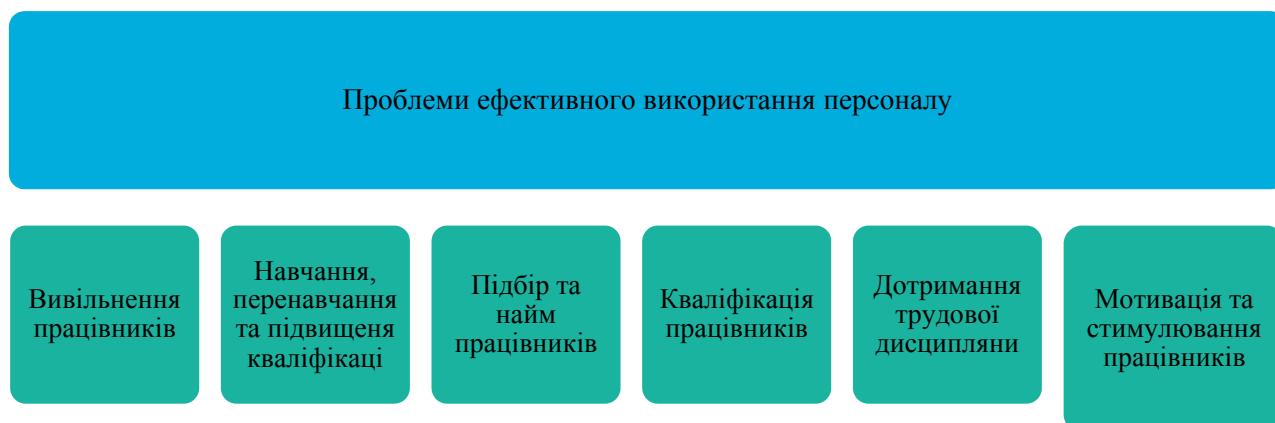 Проблеми ефективного використання персоналу
Вивільнення
працівників
Навчання,
перенавчання
та підвищеня
кваліфікаці
Підбір та
найм
працівників
Кваліфікація
працівників
Дотримання
трудової
дисципляни
Мотивація та
стимулювання
працівників